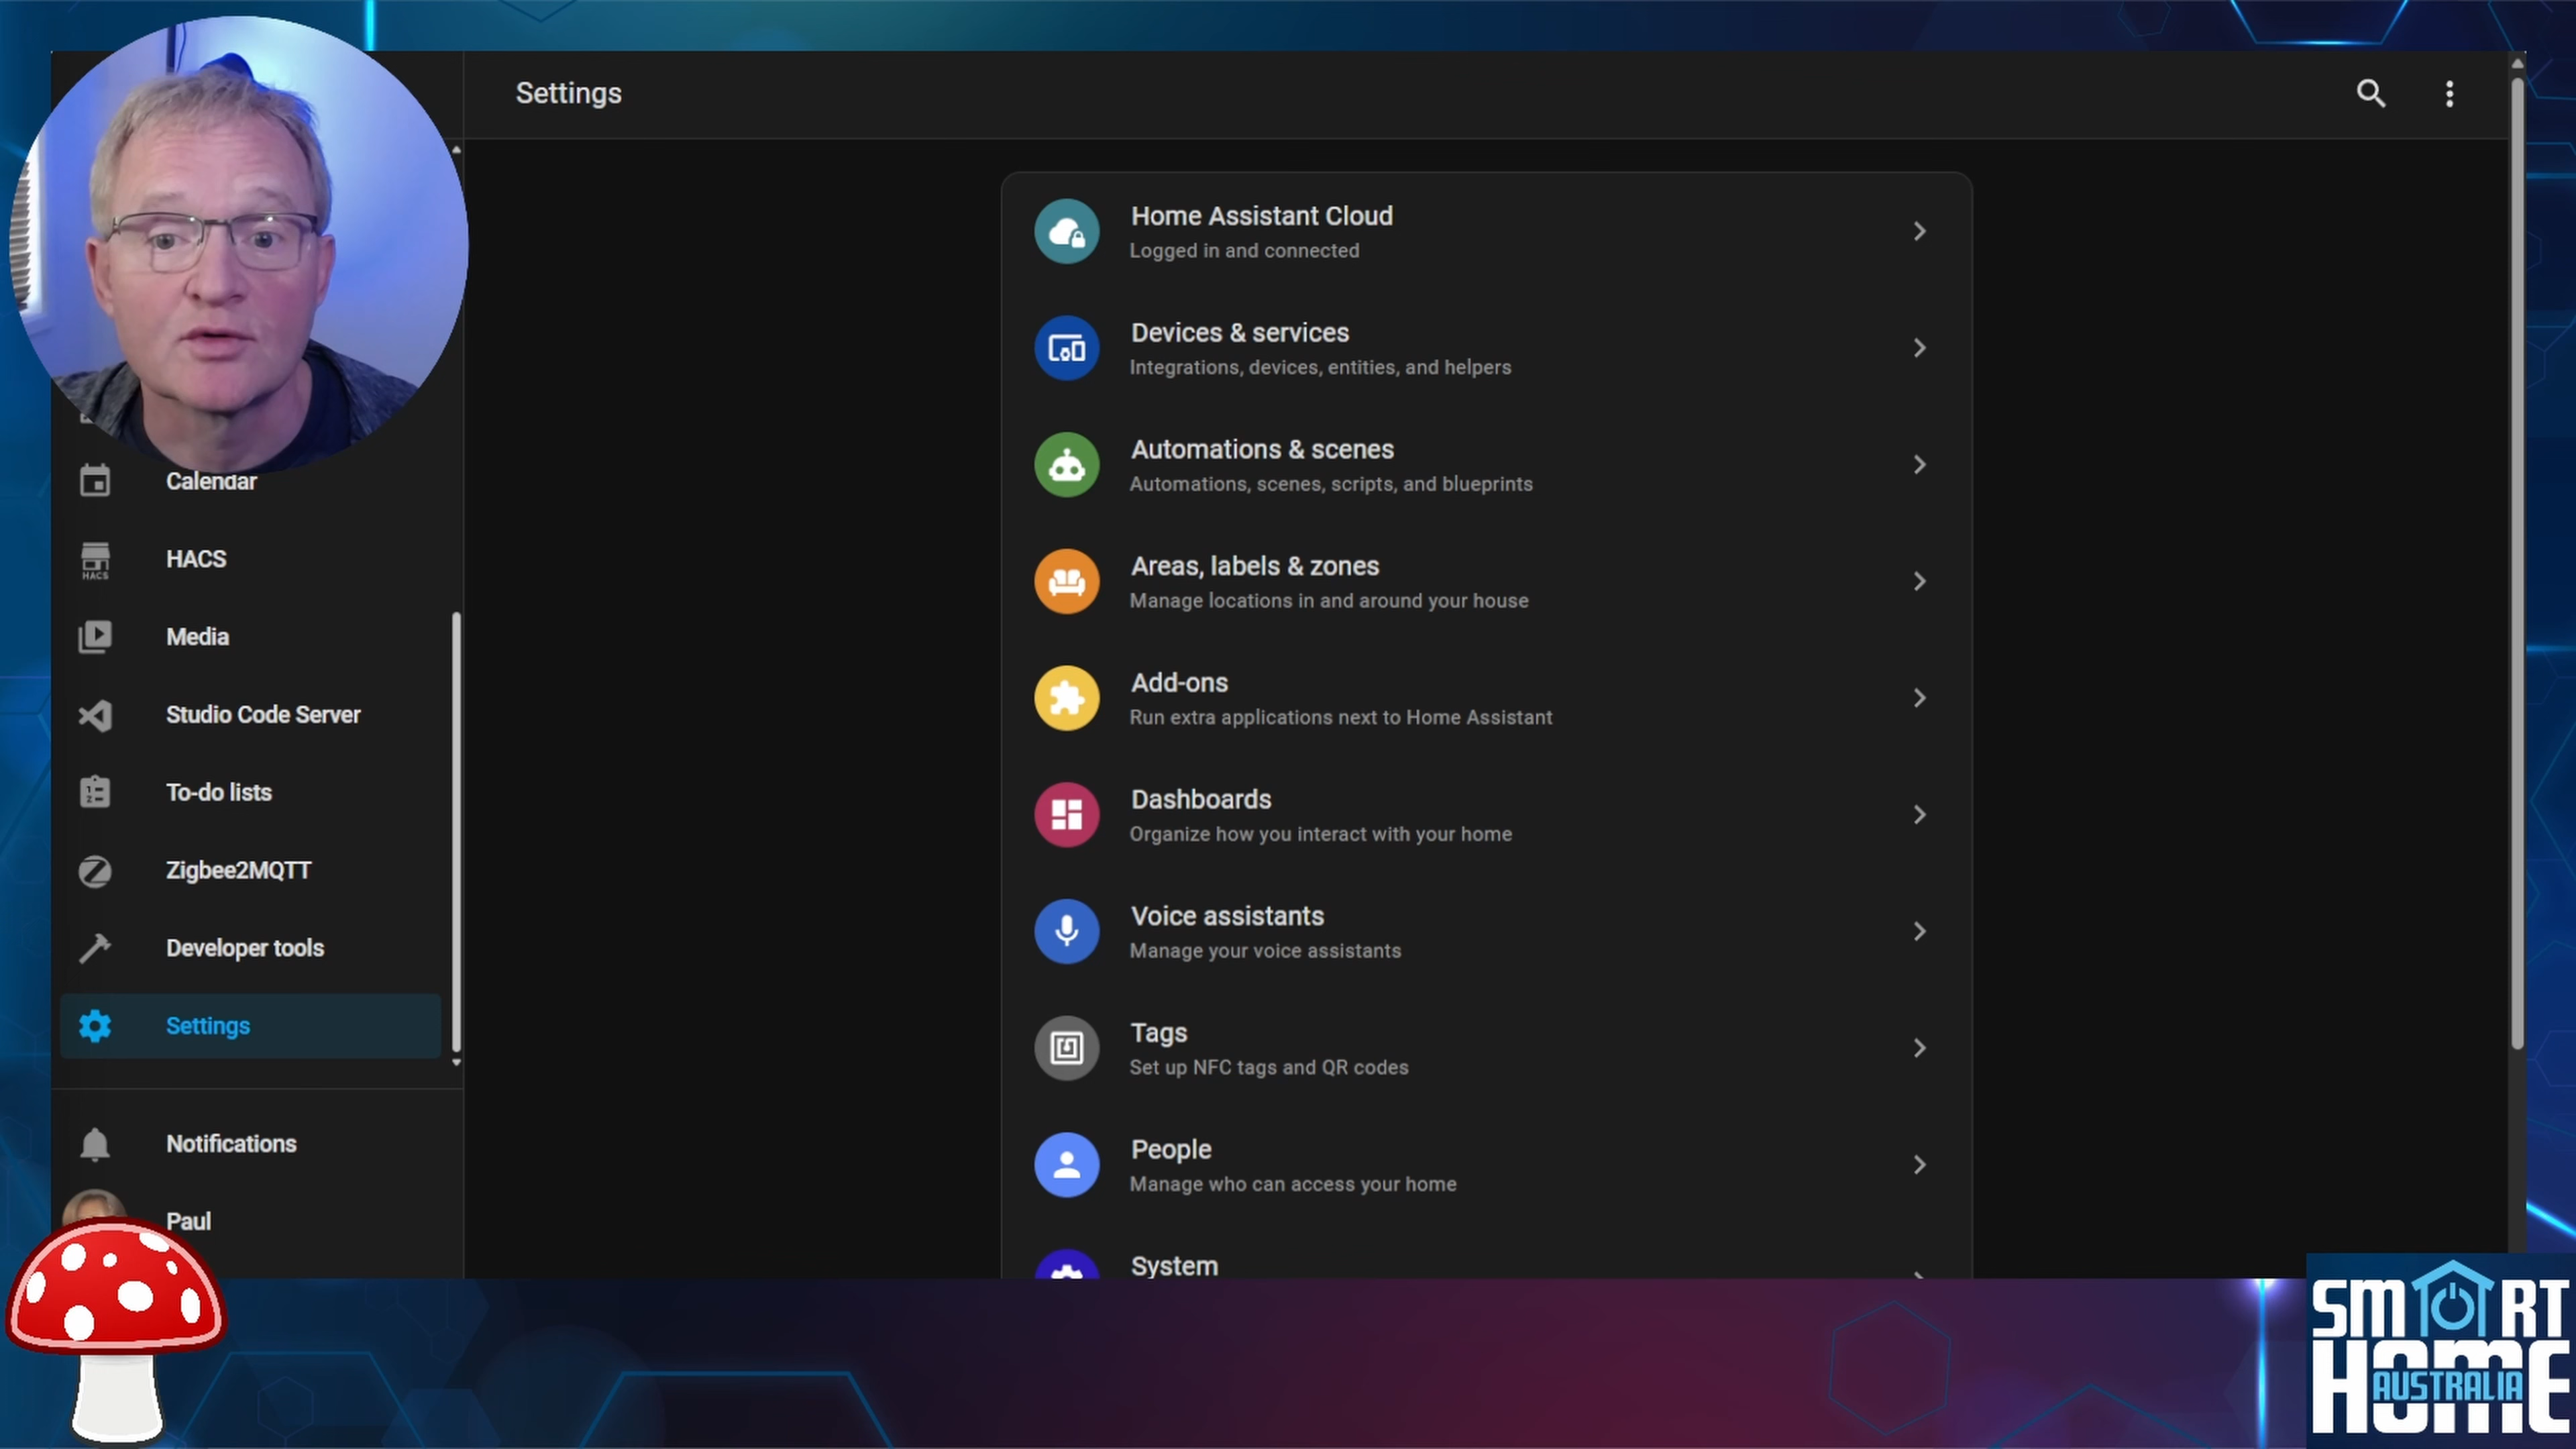 Settings
Calendar
HACS
HACS
Media
Studio Code Server
To-do lists
Zigbee2MQTT
Developer tools
Settings
Notifications
Paul
Home Assistant Cloud
Logged in and connected
Devices & services
Integrations, devices, entities, and helpers
Automations & scenes
Automations, scenes, scripts, and blueprints
Areas, labels & zones
Manage locations in and around your house
Add-ons
Run extra applications next to Home Assistant
Dashboards
Organize how you interact with your home
Voice assistants
Manage your voice assistants
Tags
Set up NFC tags and QR codes
People
Manage who can access your home
System
SMART
HOME
AUSTRALIA